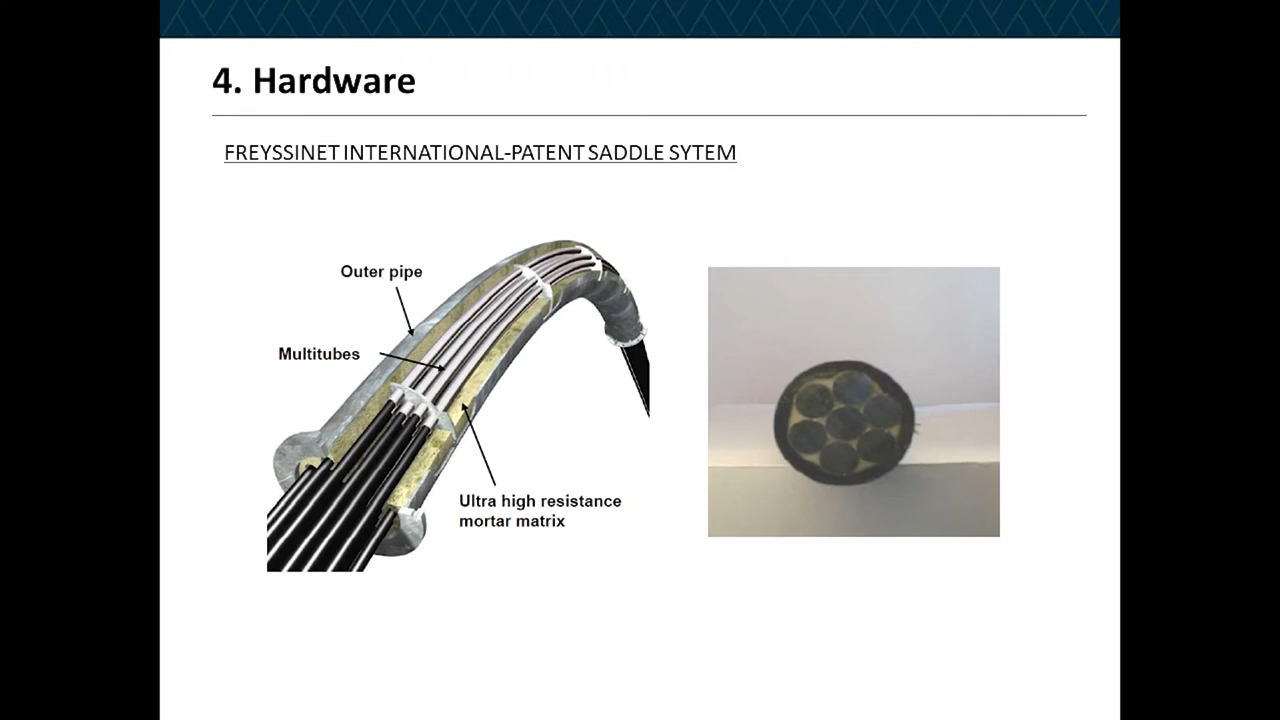 4. Hardware
FREYSSINET INTERNATIONAL-PATENT SADDLE SYTEM
Outer pipe
Multitubes
Ultra high resistance
mortar matrix